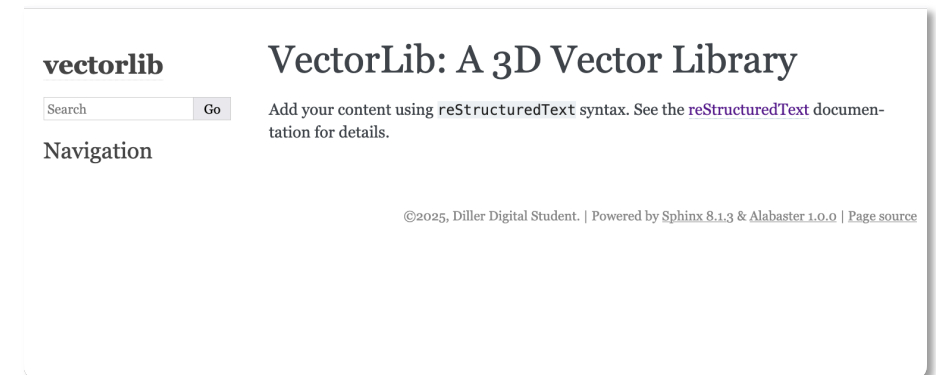 vectorlib
Search Go
Navigation
VectorLib: A 3D Vector Library
Add your content using reStructuredText syntax. See the reStructuredText documen-
tation for details.
©2025, Diller Digital Student. | Powered by Sphinx 8.1.3 & Alabaster 1.0.0 | Page source